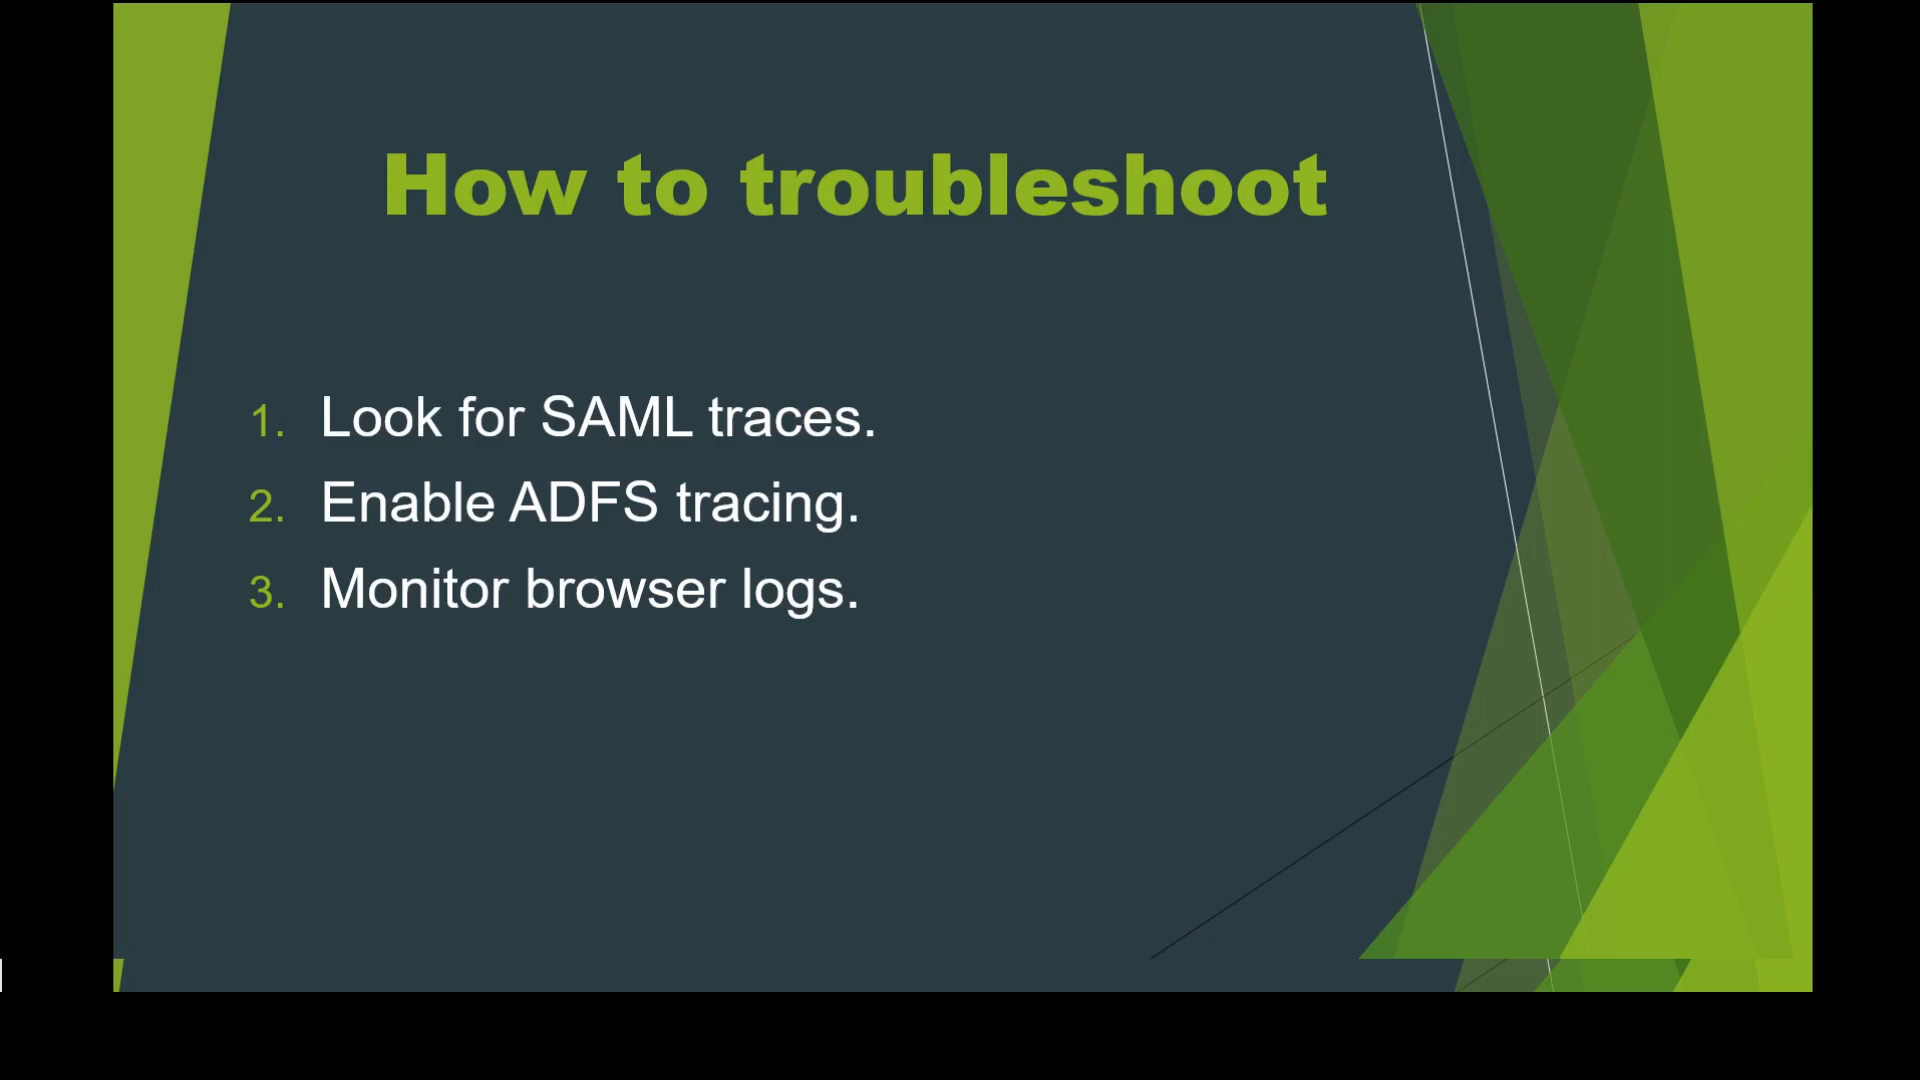 How to troubleshoot
1. Look for SAML traces.
2. Enable ADFS tracing.
3. Monitor browser logs.